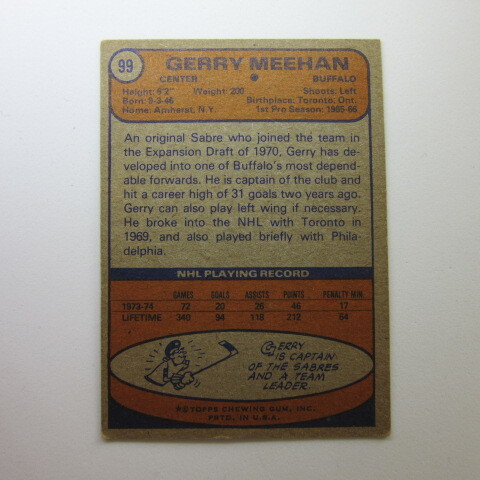 99
GERRY MEEHAN
CENTER BUFFALO
Height: 6'2" Weight: 200 Shoots: Left
Born: 9-3-46 Birthplace: Toronto, Ont.
Home: Amherst, N.Y. 1st Pro Season: 1965-66
An original Sabre who joined the team in
the Expansion Draft of 1970, Gerry has de-
veloped into one of Buffalo's most depend-
able forwards. He is captain of the club and
hit a career high of 31 goals two years ago.
Gerry can also play left wing if necessary.
He broke into the NHL with Toronto in
1969, and also played briefly with Phila-
delphia.
NHL PLAYING RECORD
GAMES GOALS ASSISTS POINTS PENALTY MIN.
1973-74 72 20 26 46 17
LIFETIME 340 94 118 212 64
GERRY
IS CAPTAIN
OF THE SABRES
AND A TEAM
LEADER.
©TOPPS CHEWING GUM, INC.
PRTD. IN U.S.A.